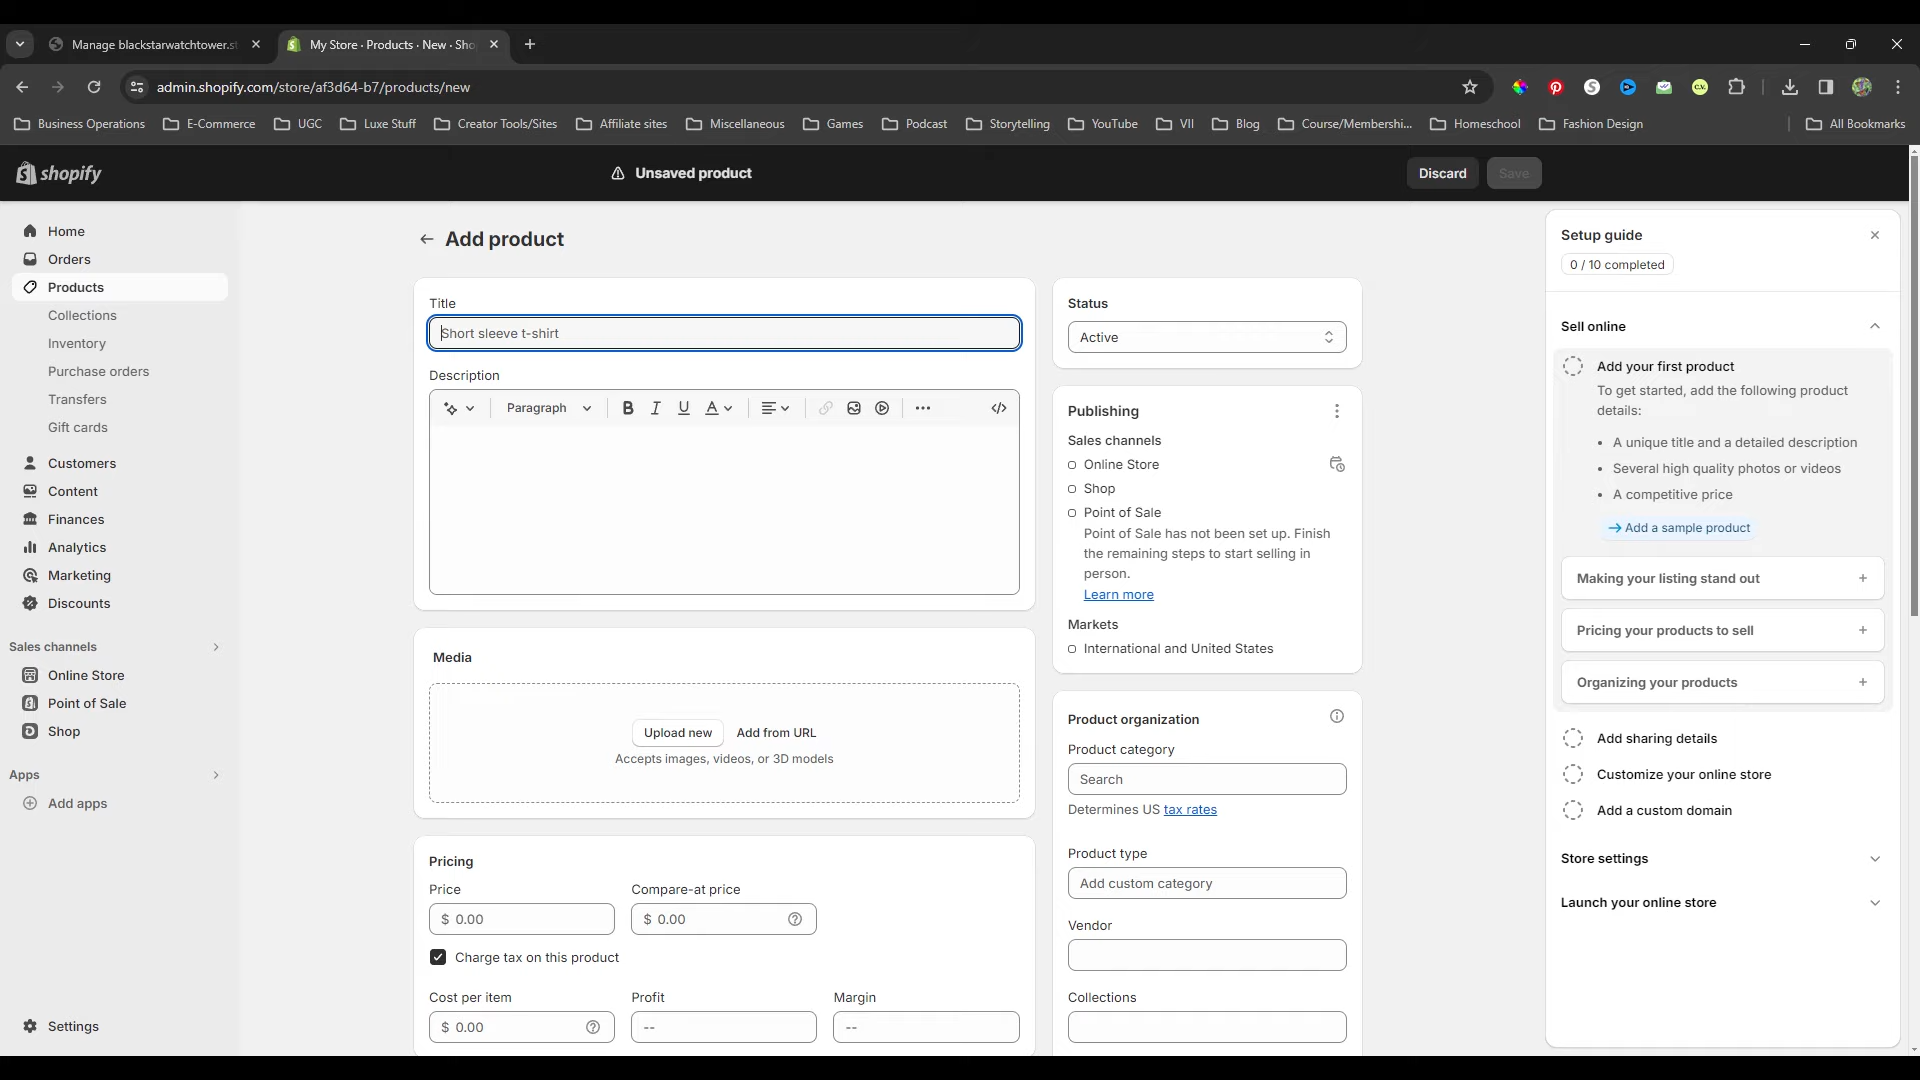 Manage blackstarwatchtower.st
My Store · Products · New · Sho
admin.shopify.com/store/af3d64-b7/products/new
Business Operations
E-Commerce
UGC
Luxe Stuff
Creator Tools/Sites
Affiliate sites
Miscellaneous
Games
Podcast
Storytelling
YouTube
VII
Blog
Course/Membershi...
Homeschool
Fashion Design
All Bookmarks
shopify
Unsaved product
Discard
Save
Home
Orders
Products
Collections
Inventory
Purchase orders
Transfers
Gift cards
Customers
Content
Finances
Analytics
Marketing
Discounts
Sales channels
Online Store
Point of Sale
Shop
Apps
Add apps
Settings
Add product
Title
Short sleeve t-shirt
Description
Paragraph
Media
Upload new
Add from URL
Accepts images, videos, or 3D models
Pricing
Price
Compare-at price
$ 0.00
$ 0.00
Charge tax on this product
Cost per item
Profit
Margin
$ 0.00
--
--
Status
Active
Publishing
Sales channels
Online Store
Shop
Point of Sale
Point of Sale has not been set up. Finish
the remaining steps to start selling in
person.
Learn more
Markets
International and United States
Product organization
Product category
Search
Determines US tax rates
Product type
Add custom category
Vendor
Collections
Setup guide
0 / 10 completed
Sell online
Add your first product
To get started, add the following product
details:
• A unique title and a detailed description
• Several high quality photos or videos
• A competitive price
Add a sample product
Making your listing stand out
Pricing your products to sell
Organizing your products
Add sharing details
Customize your online store
Add a custom domain
Store settings
Launch your online store